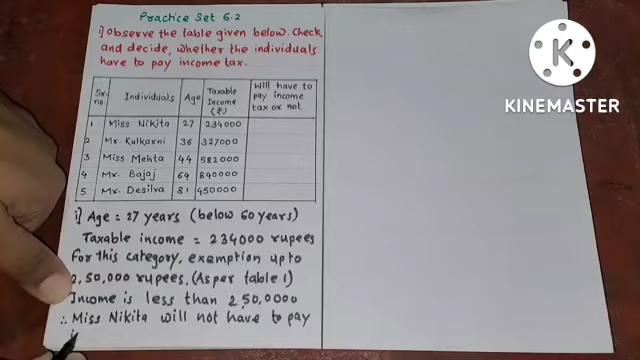 Practice Set 6.2
i] Observe the table given below. Check
and decide, whether the individuals
have to pay income tax.
Sr. no. Individuals Age Taxable Income (₹) Will have to pay income tax or not
1 Miss Nikita 27 234000
2 Mr. Kulkarni 36 327000
3 Miss Mehta 44 582000
4 Mr. Bajaj 64 840000
5 Mr. Desilva 81 450000
i] Age = 27 years (below 60 years)
Taxable income = 234000 rupees
For this category, exemption upto
2,50,000 rupees. (As per table 1)
Income is less than 2,50,0000
∴ Miss Nikita will not have to pay
K
KINEMASTER